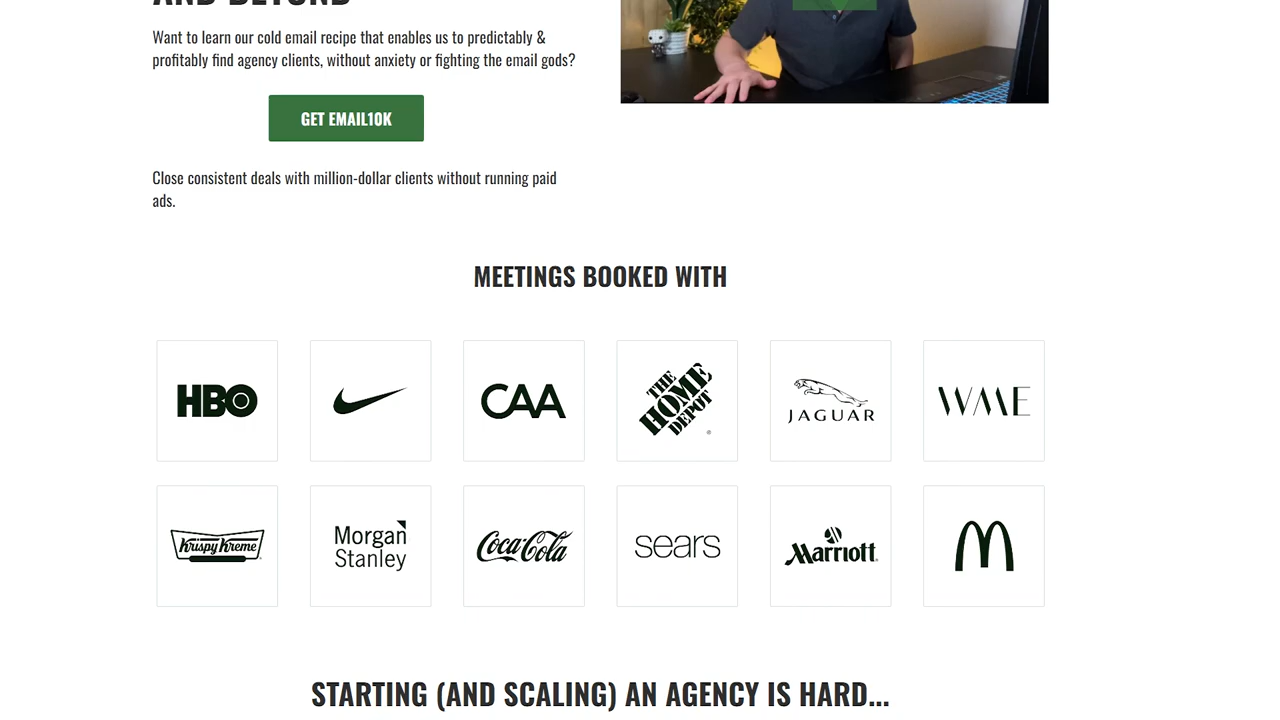 AND BEYOND
Want to learn our cold email recipe that enables us to predictably &
profitably find agency clients, without anxiety or fighting the email gods?
GET EMAIL10K
Close consistent deals with million-dollar clients without running paid
ads.
MEETINGS BOOKED WITH
HBO
CAA
THE
HOME
DEPOT
®
JAGUAR
WME
Krispy Kreme
Morgan
Stanley
Coca-Cola
sears
Marriott
STARTING (AND SCALING) AN AGENCY IS HARD...